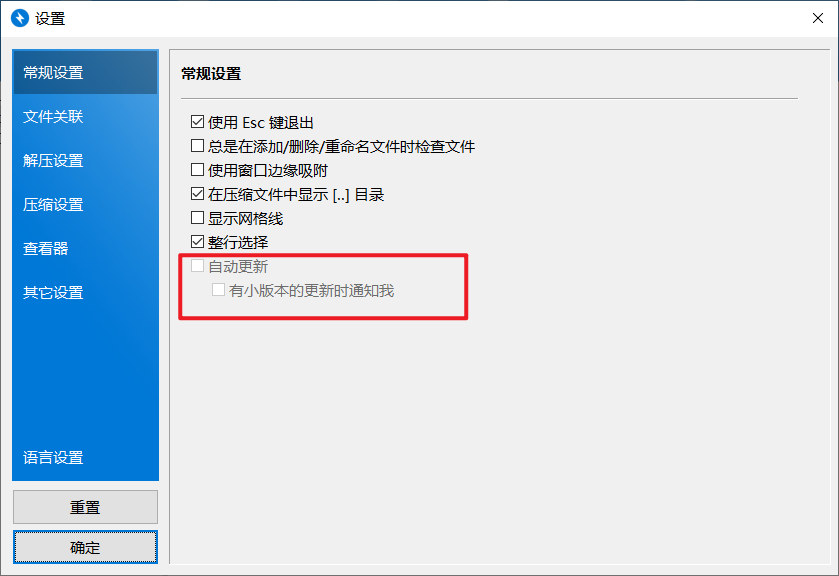 设置
常规设置
文件关联
解压设置
压缩设置
查看器
其它设置
语言设置
重置
确定
常规设置
使用 Esc 键退出
总是在添加/删除/重命名文件时检查文件
使用窗口边缘吸附
在压缩文件中显示 [..] 目录
显示网格线
整行选择
自动更新
有小版本的更新时通知我